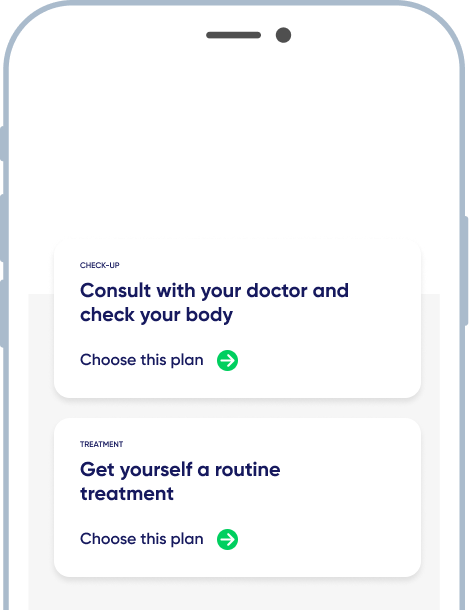 CHECK-UP
Consult with your doctor and
check your body
Choose this plan
TREATMENT
Get yourself a routine
treatment
Choose this plan